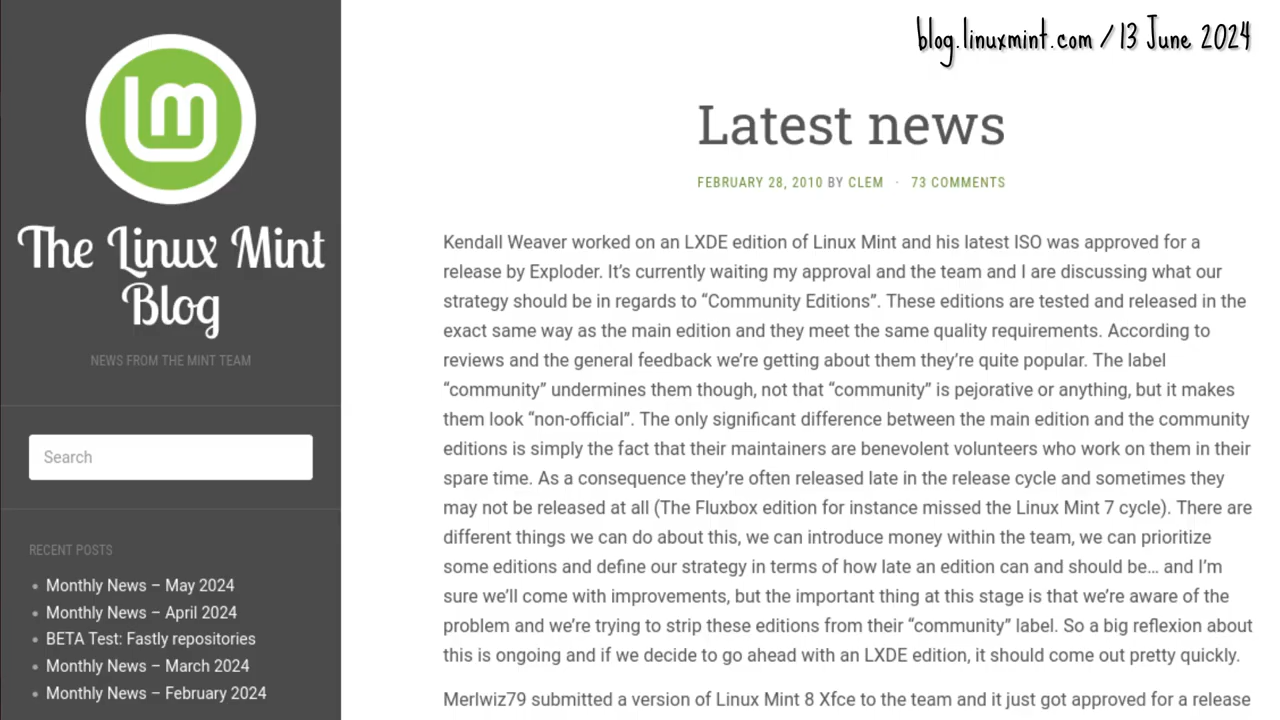 blog.linuxmint.com / 13 June 2024
lm
The Linux Mint
Blog
NEWS FROM THE MINT TEAM
Search
RECENT POSTS
Monthly News – May 2024
Monthly News – April 2024
BETA Test: Fastly repositories
Monthly News – March 2024
Monthly News – February 2024
Latest news
FEBRUARY 28, 2010 BY CLEM · 73 COMMENTS
Kendall Weaver worked on an LXDE edition of Linux Mint and his latest ISO was approved for a
release by Exploder. It’s currently waiting my approval and the team and I are discussing what our
strategy should be in regards to “Community Editions”. These editions are tested and released in the
exact same way as the main edition and they meet the same quality requirements. According to
reviews and the general feedback we’re getting about them they’re quite popular. The label
“community” undermines them though, not that “community” is pejorative or anything, but it makes
them look “non-official”. The only significant difference between the main edition and the community
editions is simply the fact that their maintainers are benevolent volunteers who work on them in their
spare time. As a consequence they’re often released late in the release cycle and sometimes they
may not be released at all (The Fluxbox edition for instance missed the Linux Mint 7 cycle). There are
different things we can do about this, we can introduce money within the team, we can prioritize
some editions and define our strategy in terms of how late an edition can and should be… and I’m
sure we’ll come with improvements, but the important thing at this stage is that we’re aware of the
problem and we’re trying to strip these editions from their “community” label. So a big reflexion about
this is ongoing and if we decide to go ahead with an LXDE edition, it should come out pretty quickly.
Merlwiz79 submitted a version of Linux Mint 8 Xfce to the team and it just got approved for a release